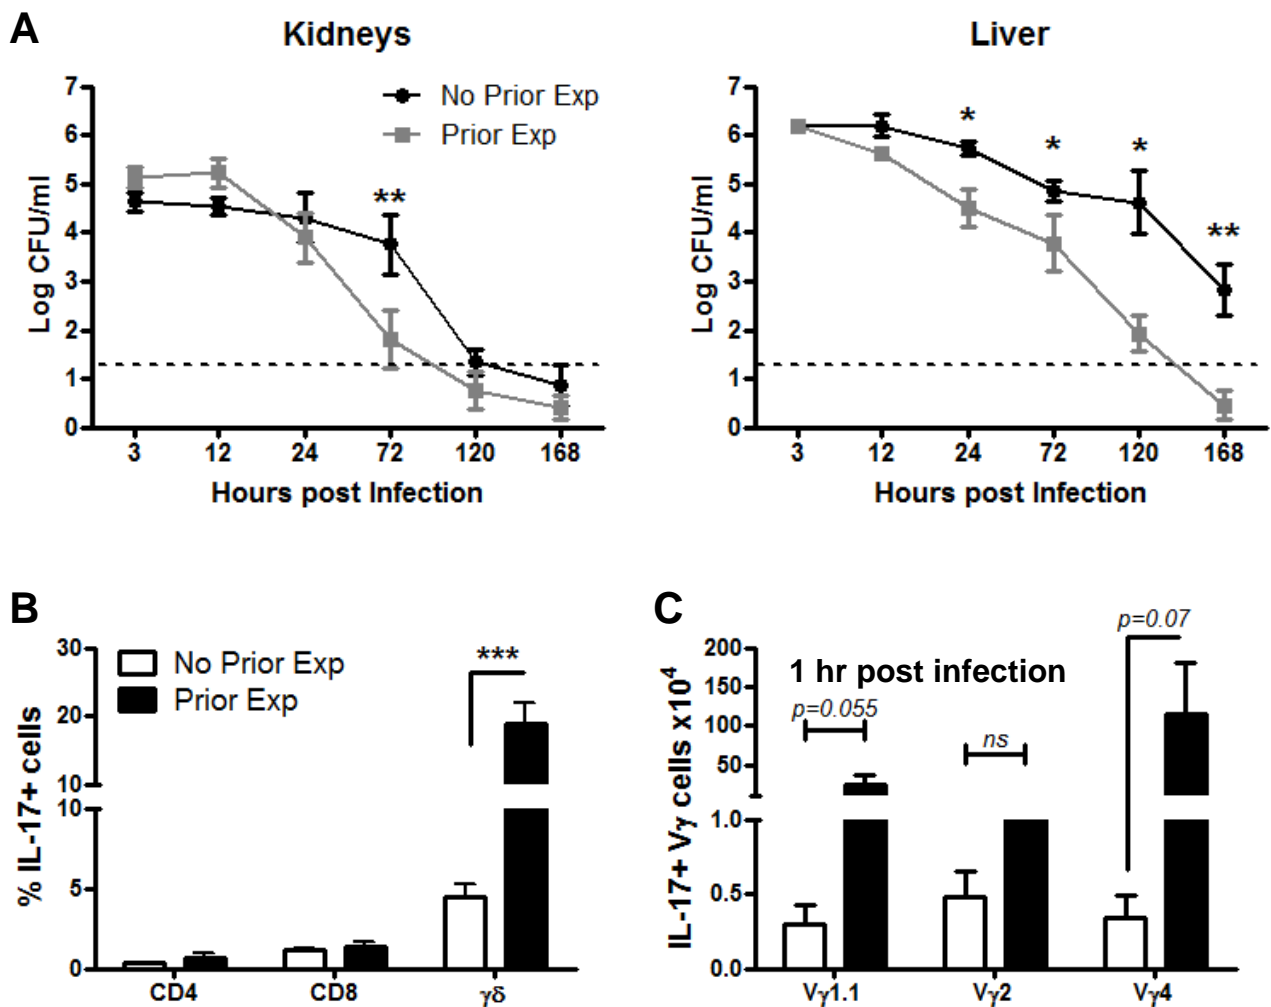 A
Kidneys
Liver
7
6
5
4
3
2
1
0
Log CFU/ml
No Prior Exp
Prior Exp
**
3 12 24 72 120 168
Hours post Infection
7
6
5
4
3
2
1
0
Log CFU/ml
*
*
*
**
3 12 24 72 120 168
Hours post Infection
B
30
20
10
10
5
0
% IL-17+ cells
No Prior Exp
Prior Exp
***
CD4 CD8 γδ
C
200
150
100
50
1.0
0.5
0.0
IL-17+ Vγ cells x10⁴
1 hr post infection
p=0.055
ns
p=0.07
Vγ1.1 Vγ2 Vγ4